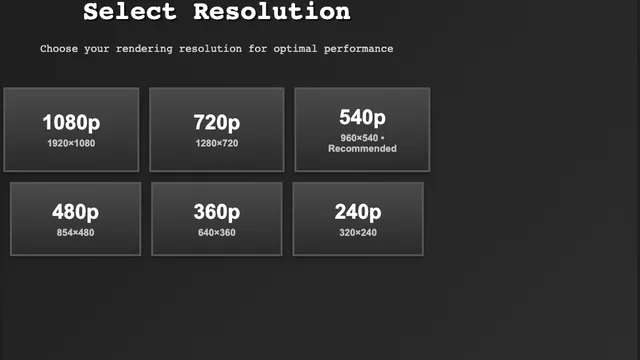 Select Resolution
Choose your rendering resolution for optimal performance
1080p
1920×1080
720p
1280×720
540p
960×540 •
Recommended
480p
854×480
360p
640×360
240p
320×240